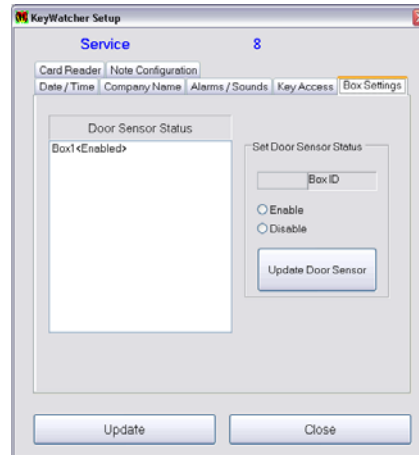 KeyWatcher Setup
Service 8
Card Reader Note Configuration
Date / Time Company Name Alarms / Sounds Key Access Box Settings
Door Sensor Status
Box1<Enabled>
Set Door Sensor Status
Box ID
Enable
Disable
Update Door Sensor
Update Close